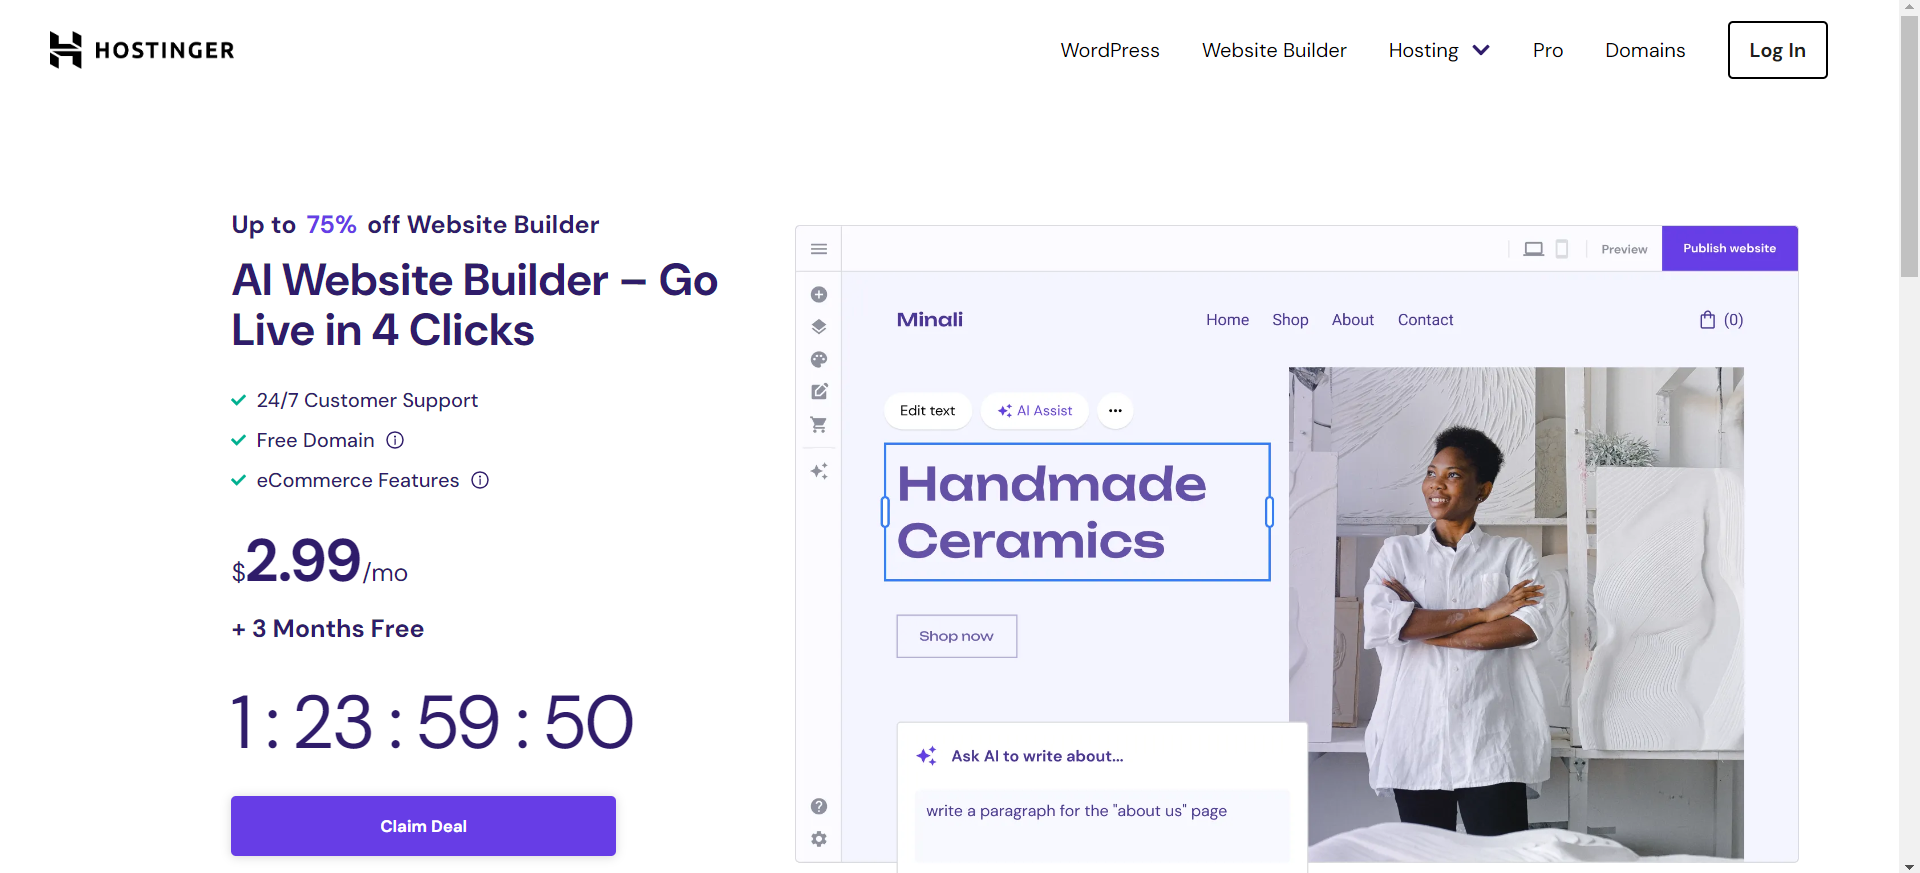 HOSTINGER
WordPress
Website Builder
Hosting
Pro
Domains
Log In
Up to 75% off Website Builder
AI Website Builder – Go
Live in 4 Clicks
24/7 Customer Support
Free Domain
eCommerce Features
$2.99/mo
+ 3 Months Free
1 : 23 : 59 : 50
Claim Deal
Preview
Publish website
Minali
Home
Shop
About
Contact
(0)
Edit text
AI Assist
Handmade
Ceramics
Shop now
Ask AI to write about...
write a paragraph for the "about us" page